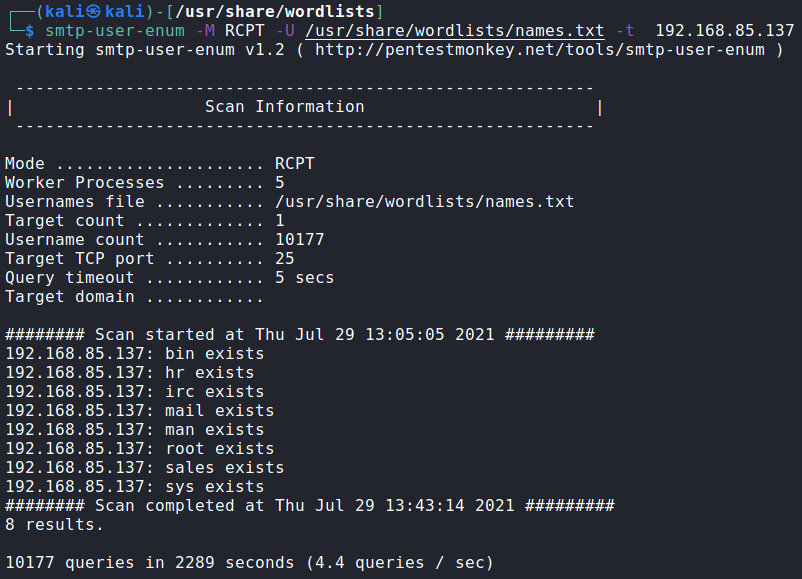 ┌──(kali㉿kali)-[/usr/share/wordlists]
└─$ smtp-user-enum -M RCPT -U /usr/share/wordlists/names.txt -t  192.168.85.137
Starting smtp-user-enum v1.2 ( http://pentestmonkey.net/tools/smtp-user-enum )

 ----------------------------------------------------------
|                   Scan Information                       |
 ----------------------------------------------------------

Mode ..................... RCPT
Worker Processes ......... 5
Usernames file ........... /usr/share/wordlists/names.txt
Target count ............. 1
Username count ........... 10177
Target TCP port .......... 25
Query timeout ............ 5 secs
Target domain ............

######## Scan started at Thu Jul 29 13:05:05 2021 #########
192.168.85.137: bin exists
192.168.85.137: hr exists
192.168.85.137: irc exists
192.168.85.137: mail exists
192.168.85.137: man exists
192.168.85.137: root exists
192.168.85.137: sales exists
192.168.85.137: sys exists
######## Scan completed at Thu Jul 29 13:43:14 2021 #########
8 results.

10177 queries in 2289 seconds (4.4 queries / sec)